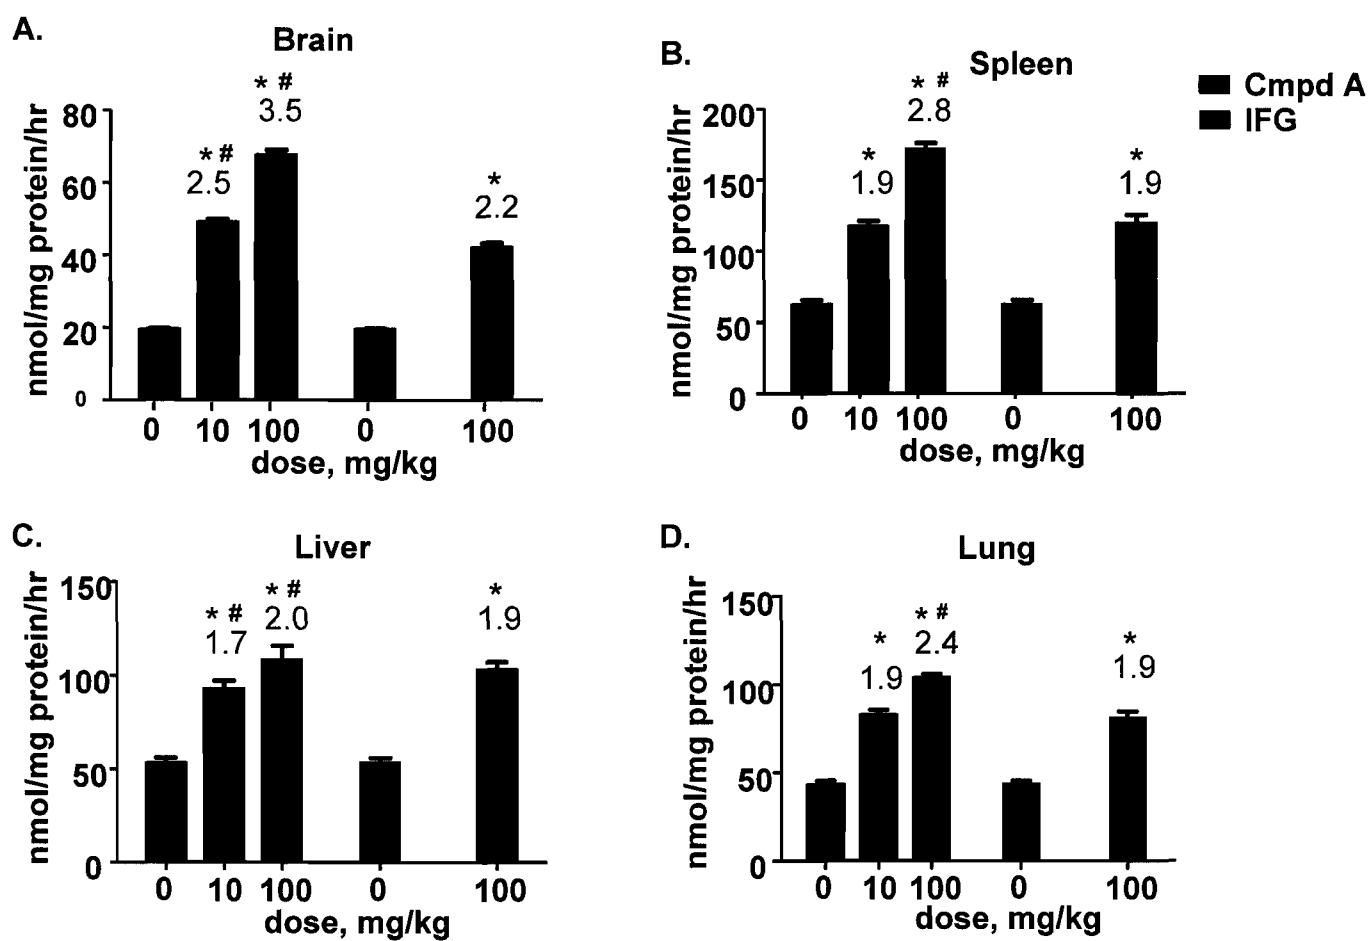 A.
Brain
nmol/mg protein/hr
80
60
40
20
0
* #
2.5
* #
3.5
*
2.2
0 10 100 0 100
dose, mg/kg
B.
Spleen
nmol/mg protein/hr
200
150
100
50
0
*
1.9
* #
2.8
*
1.9
0 10 100 0 100
dose, mg/kg
Cmpd A
IFG
C.
Liver
nmol/mg protein/hr
150
100
50
0
* #
1.7
* #
2.0
*
1.9
0 10 100 0 100
dose, mg/kg
D.
Lung
nmol/mg protein/hr
150
100
50
0
*
1.9
* #
2.4
*
1.9
0 10 100 0 100
dose, mg/kg